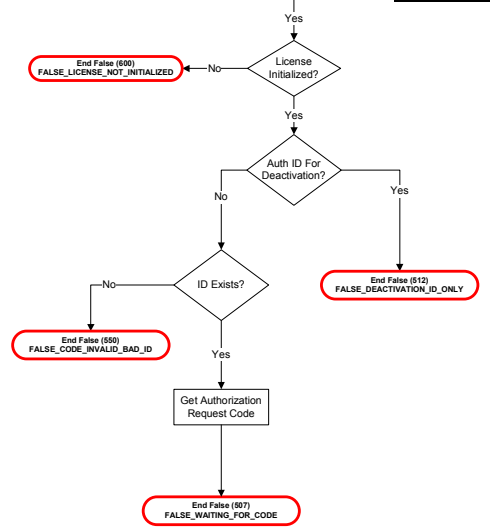 Yes
License
Initialized?
No
End False (600)
FALSE_LICENSE_NOT_INITIALIZED
Yes
Auth ID For
Deactivation?
No
Yes
ID Exists?
End False (512)
FALSE_DEACTIVATION_ID_ONLY
No
End False (550)
FALSE_CODE_INVALID_BAD_ID
Yes
Get Authorization
Request Code
End False (507)
FALSE_WAITING_FOR_CODE